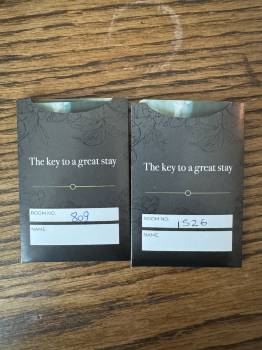 The key to a great stay
ROOM NO. 809
NAME
The key to a great stay
ROOM NO. 1526
NAME